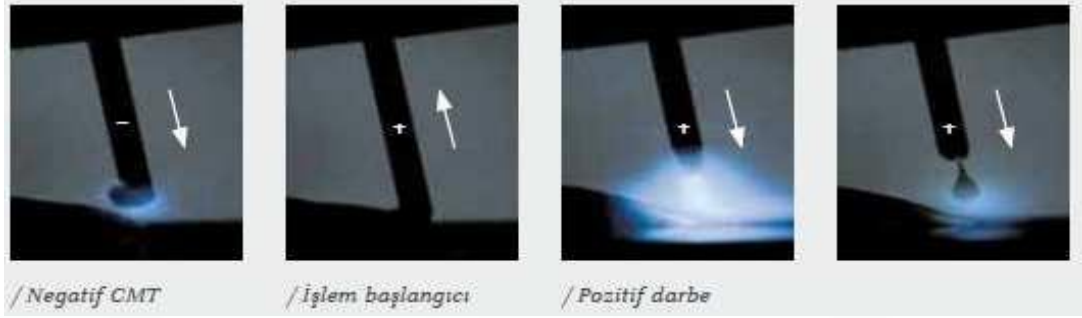 − + + +
/ Negatif CMT / İşlem başlangıcı / Pozitif darbe